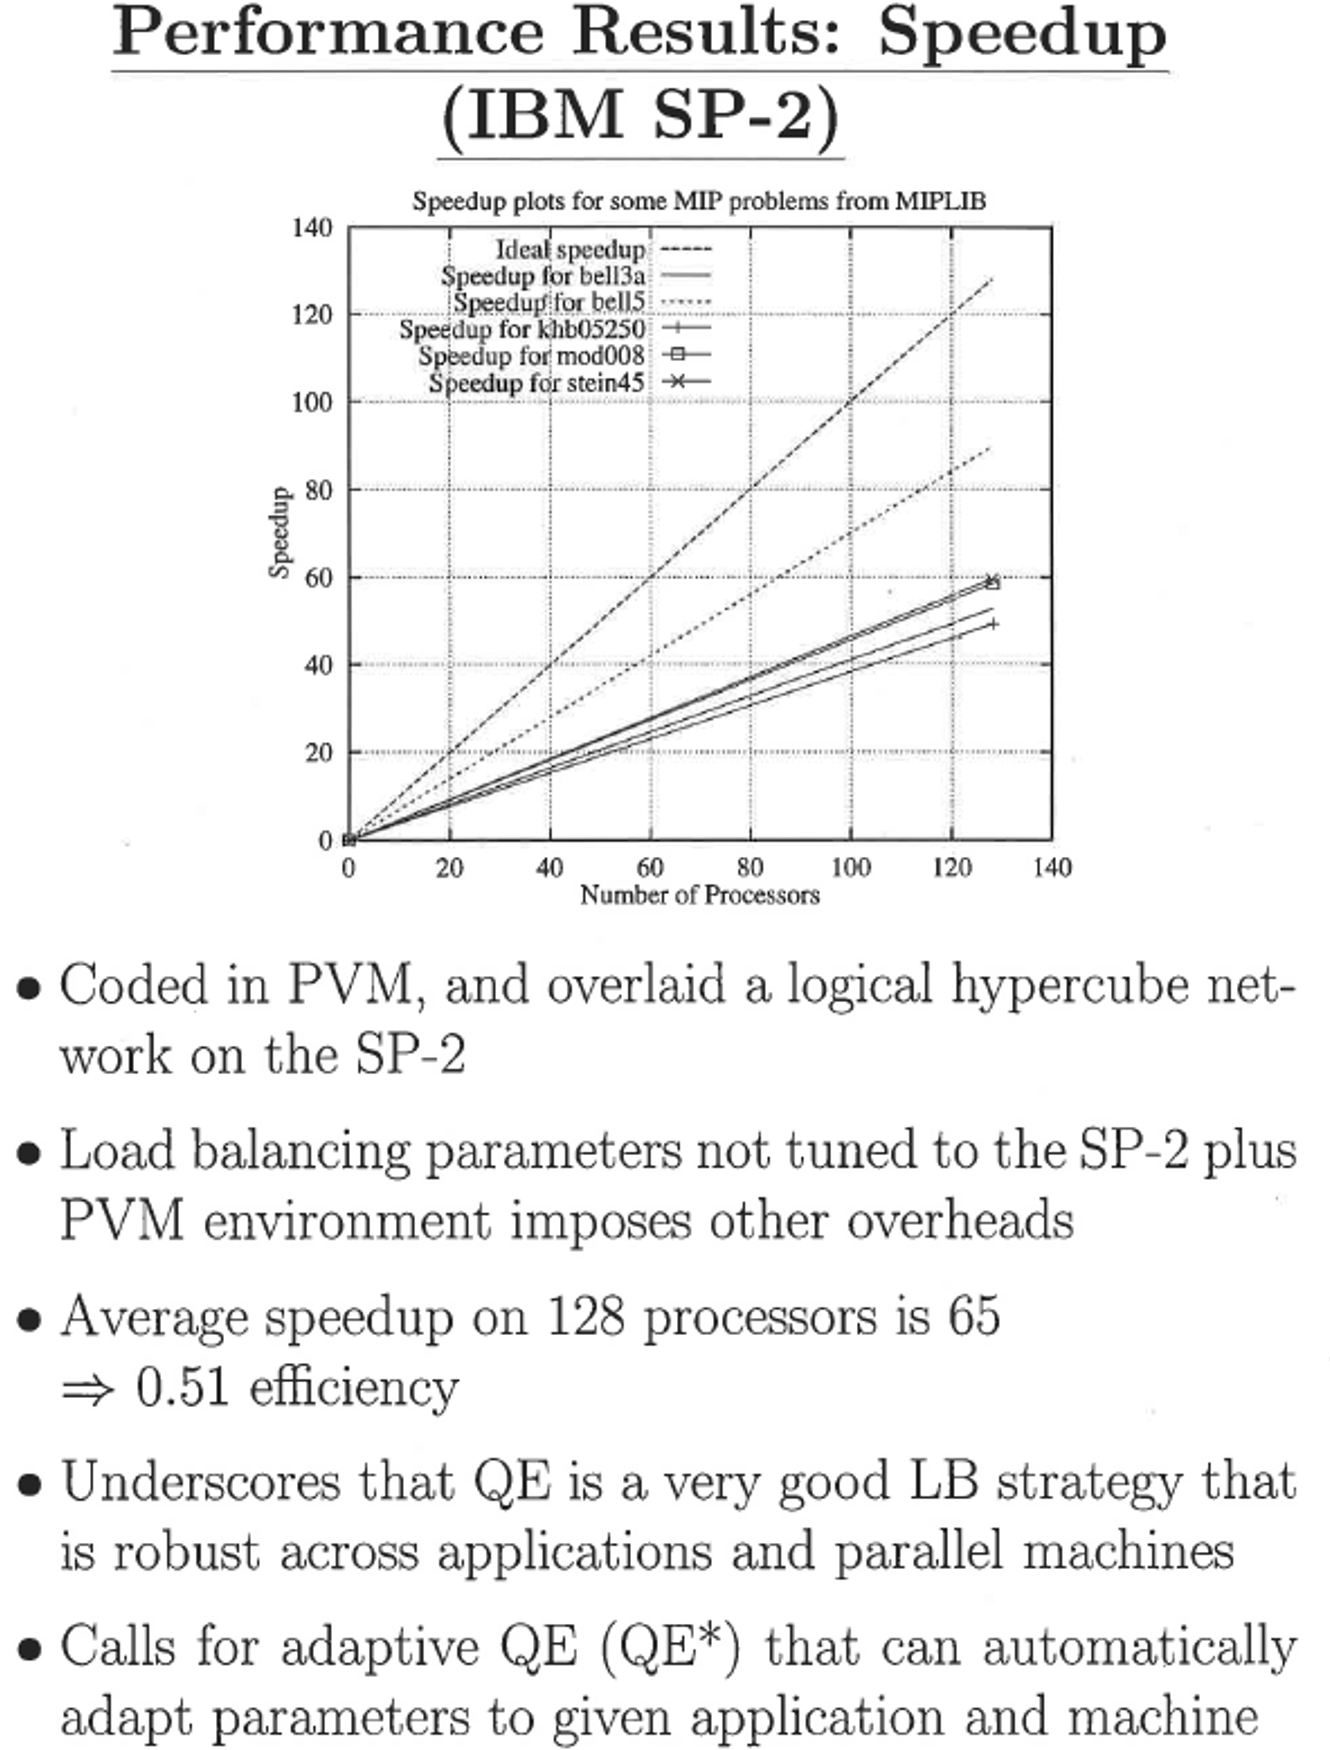 Performance Results: Speedup
(IBM SP-2)
Speedup plots for some MIP problems from MIPLIB
140
120
100
80
60
40
20
0
Speedup
Ideal speedup
Speedup for bell3a
Speedup for bell5
Speedup for khb05250
Speedup for mod008
Speedup for stein45
0 20 40 60 80 100 120 140
Number of Processors
● Coded in PVM, and overlaid a logical hypercube net-
work on the SP-2
● Load balancing parameters not tuned to the SP-2 plus
PVM environment imposes other overheads
● Average speedup on 128 processors is 65
⇒ 0.51 efficiency
● Underscores that QE is a very good LB strategy that
is robust across applications and parallel machines
● Calls for adaptive QE (QE*) that can automatically
adapt parameters to given application and machine